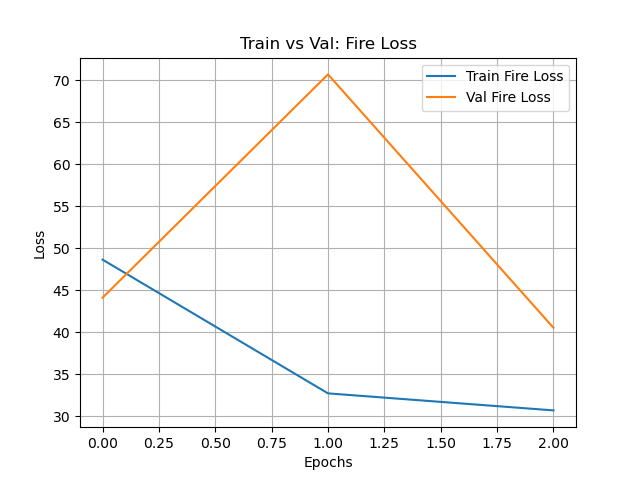 Train vs Val: Fire Loss
Train Fire Loss
Val Fire Loss
Loss
70
65
60
55
50
45
40
35
30
0.00 0.25 0.50 0.75 1.00 1.25 1.50 1.75 2.00
Epochs